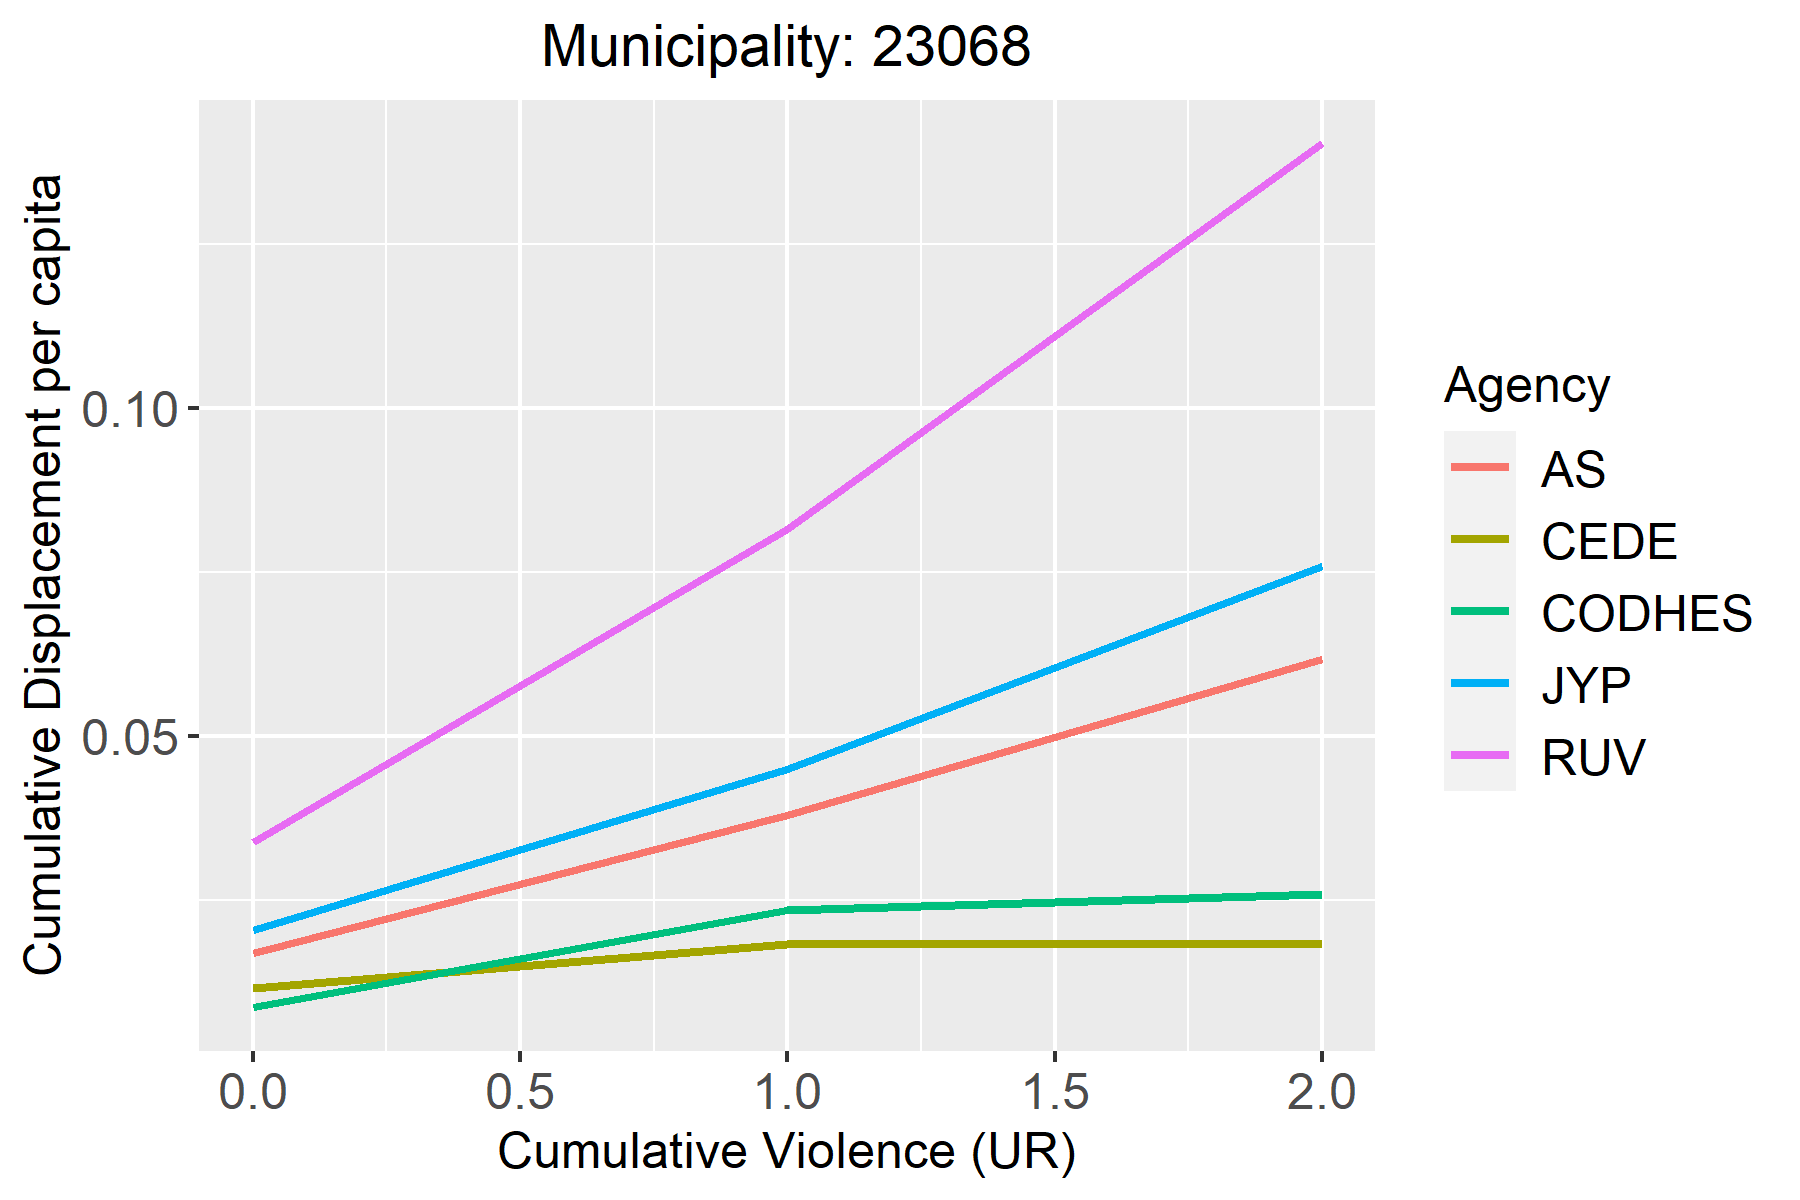 Municipality: 23068
Cumulative Displacement per capita
0.10
0.05
0.0 0.5 1.0 1.5 2.0
Cumulative Violence (UR)
Agency
AS
CEDE
CODHES
JYP
RUV